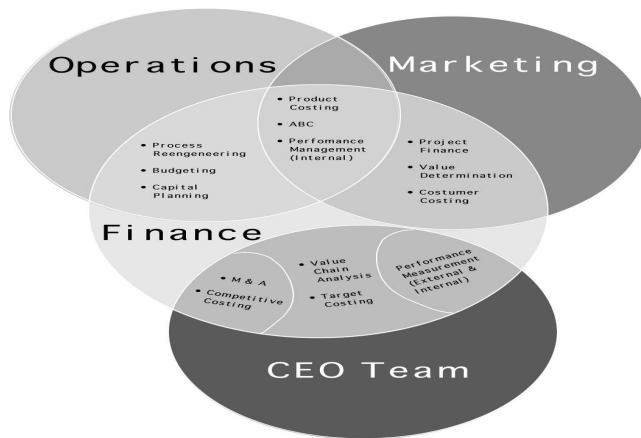 Operations
Marketing
• Product
Costing
• ABC
• Perfomance
Management
(Internal)
• Process
Reengeneering
• Budgeting
• Capital
Planning
• Project
Finance
• Value
Determination
• Costumer
Costing
Finance
• M & A
• Competitive
Costing
• Value
Chain
Analysis
• Target
Costing
Performance
Measurement
(External &
Internal)
CEO Team